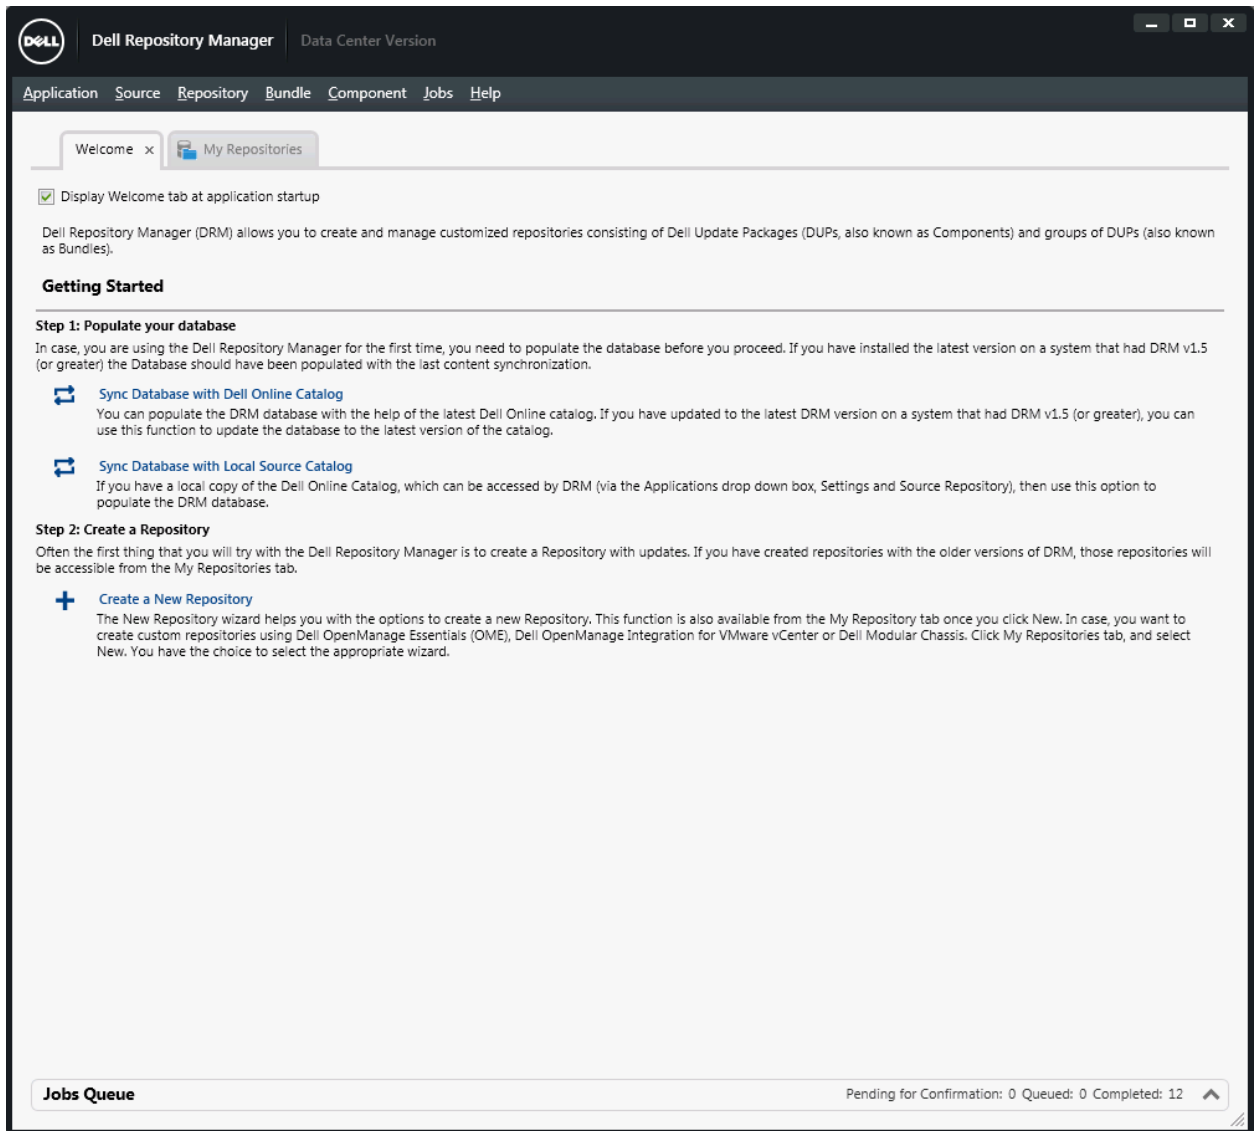 DELL
Dell Repository Manager
Data Center Version
Application Source Repository Bundle Component Jobs Help
Welcome x
My Repositories
Display Welcome tab at application startup
Dell Repository Manager (DRM) allows you to create and manage customized repositories consisting of Dell Update Packages (DUPs, also known as Components) and groups of DUPs (also known
as Bundles).
Getting Started
Step 1: Populate your database
In case, you are using the Dell Repository Manager for the first time, you need to populate the database before you proceed. If you have installed the latest version on a system that had DRM v1.5
(or greater) the Database should have been populated with the last content synchronization.
Sync Database with Dell Online Catalog
You can populate the DRM database with the help of the latest Dell Online catalog. If you have updated to the latest DRM version on a system that had DRM v1.5 (or greater), you can
use this function to update the database to the latest version of the catalog.
Sync Database with Local Source Catalog
If you have a local copy of the Dell Online Catalog, which can be accessed by DRM (via the Applications drop down box, Settings and Source Repository), then use this option to
populate the DRM database.
Step 2: Create a Repository
Often the first thing that you will try with the Dell Repository Manager is to create a Repository with updates. If you have created repositories with the older versions of DRM, those repositories will
be accessible from the My Repositories tab.
Create a New Repository
The New Repository wizard helps you with the options to create a new Repository. This function is also available from the My Repository tab once you click New. In case, you want to
create custom repositories using Dell OpenManage Essentials (OME), Dell OpenManage Integration for VMware vCenter or Dell Modular Chassis. Click My Repositories tab, and select
New. You have the choice to select the appropriate wizard.
Jobs Queue
Pending for Confirmation: 0 Queued: 0 Completed: 12